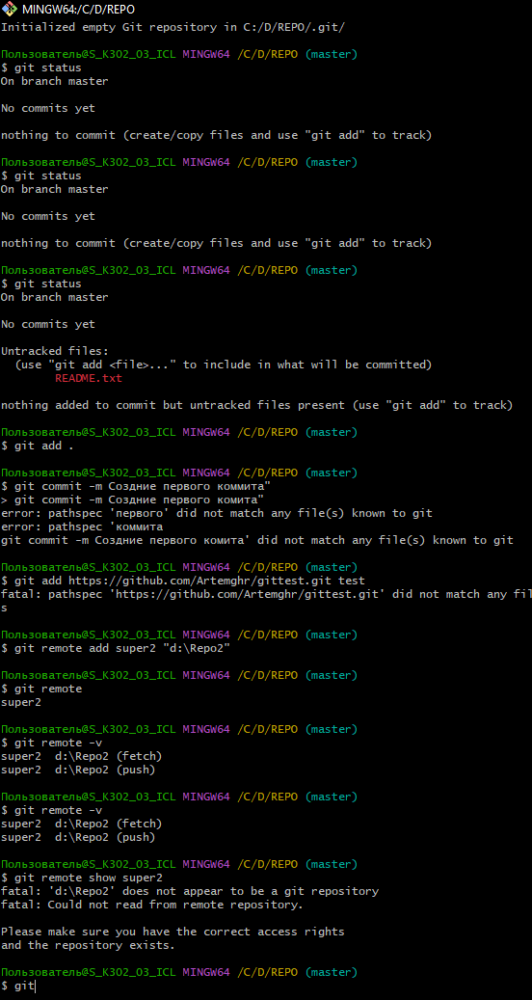 MINGW64:/C/D/REPO
Initialized empty Git repository in C:/D/REPO/.git/
Пользователь@S_K302_03_ICL MINGW64 /C/D/REPO (master)
$ git status
On branch master
No commits yet
nothing to commit (create/copy files and use "git add" to track)
Пользователь@S_K302_03_ICL MINGW64 /C/D/REPO (master)
$ git status
On branch master
No commits yet
nothing to commit (create/copy files and use "git add" to track)
Пользователь@S_K302_03_ICL MINGW64 /C/D/REPO (master)
$ git status
On branch master
No commits yet
Untracked files:
(use "git add <file>..." to include in what will be committed)
README.txt
nothing added to commit but untracked files present (use "git add" to track)
Пользователь@S_K302_03_ICL MINGW64 /C/D/REPO (master)
$ git add .
Пользователь@S_K302_03_ICL MINGW64 /C/D/REPO (master)
$ git commit -m Создние первого коммита"
> git commit -m Создние первого комита"
error: pathspec 'первого' did not match any file(s) known to git
error: pathspec 'коммита
git commit -m Создние первого комита' did not match any file(s) known to git
Пользователь@S_K302_03_ICL MINGW64 /C/D/REPO (master)
$ git add https://github.com/Artemghr/gittest.git test
fatal: pathspec 'https://github.com/Artemghr/gittest.git' did not match any fil
s
Пользователь@S_K302_03_ICL MINGW64 /C/D/REPO (master)
$ git remote add super2 "d:\Repo2"
Пользователь@S_K302_03_ICL MINGW64 /C/D/REPO (master)
$ git remote
super2
Пользователь@S_K302_03_ICL MINGW64 /C/D/REPO (master)
$ git remote -v
super2  d:\Repo2 (fetch)
super2  d:\Repo2 (push)
Пользователь@S_K302_03_ICL MINGW64 /C/D/REPO (master)
$ git remote -v
super2  d:\Repo2 (fetch)
super2  d:\Repo2 (push)
Пользователь@S_K302_03_ICL MINGW64 /C/D/REPO (master)
$ git remote show super2
fatal: 'd:\Repo2' does not appear to be a git repository
fatal: Could not read from remote repository.
Please make sure you have the correct access rights
and the repository exists.
Пользователь@S_K302_03_ICL MINGW64 /C/D/REPO (master)
$ git